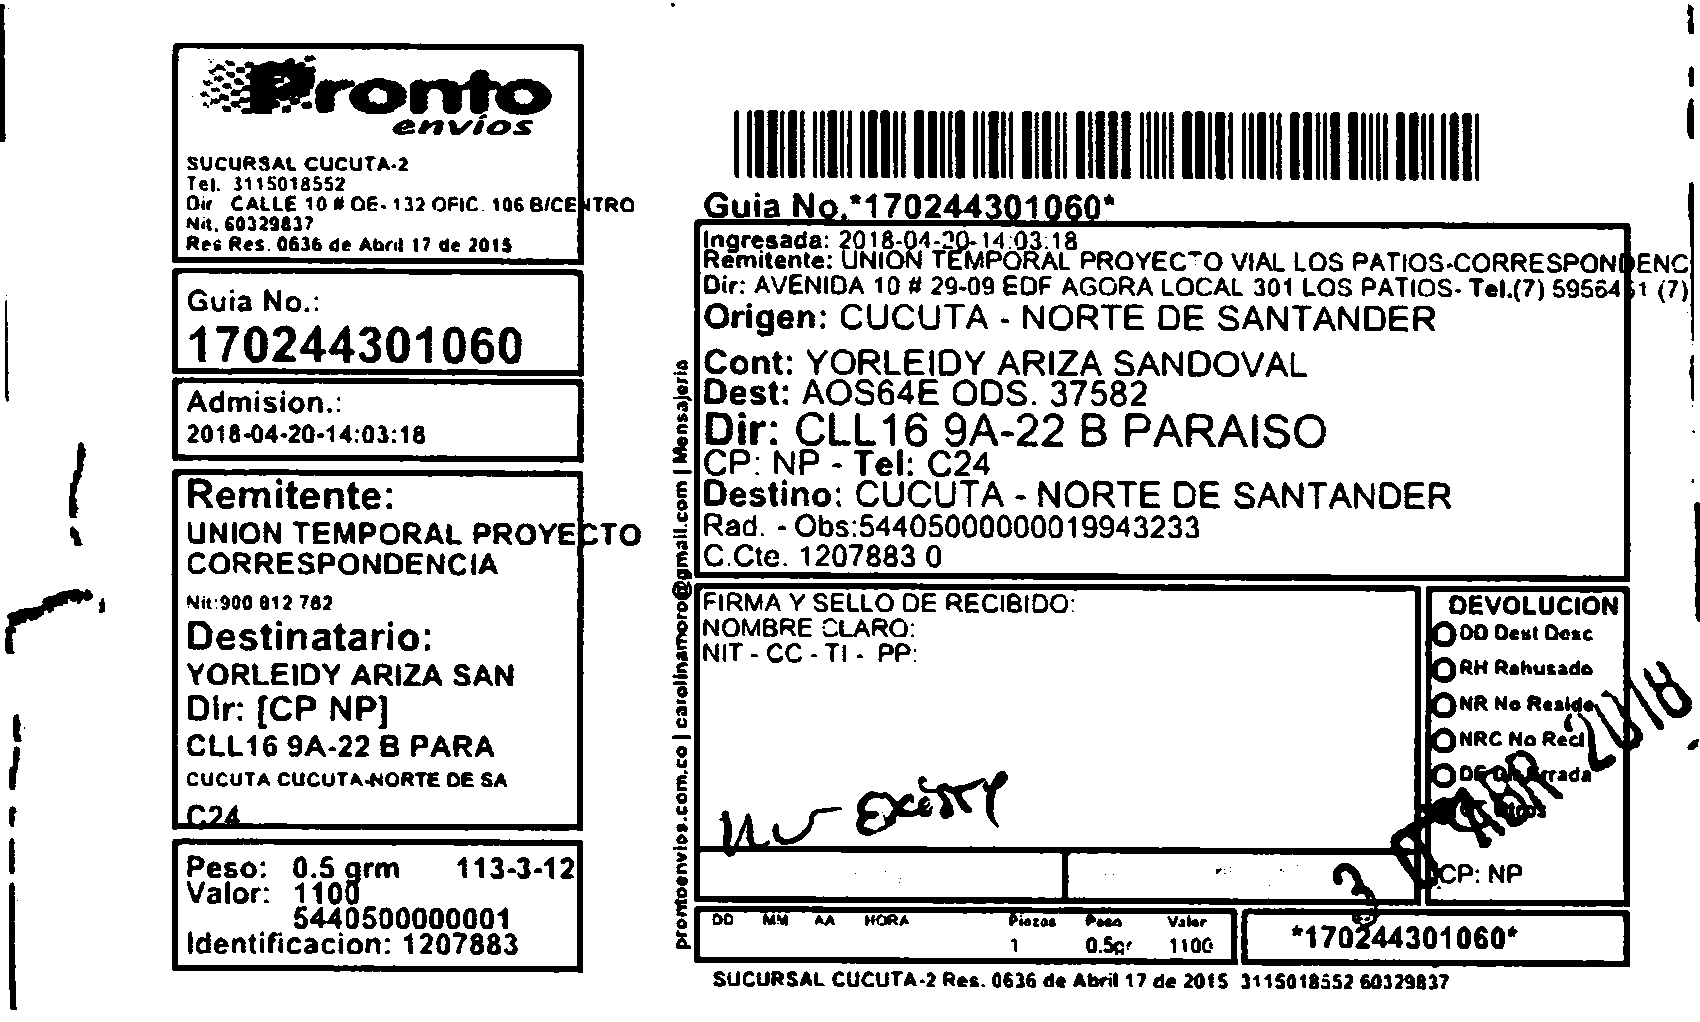 Pronto
envíos
SUCURSAL CUCUTA-2
Tel. 3115018552
Dir CALLE 10 # OE-132 OFIC. 106 B/CENTRO
Nit. 60329837
Res Res. 0636 de Abril 17 de 2015
Guia No.:
170244301060
Admision.:
2018-04-20-14:03:18
Remitente:
UNION TEMPORAL PROYECTO
CORRESPONDENCIA
Nit:900 812 782
Destinatario:
YORLEIDY ARIZA SAN
Dir: [CP NP]
CLL16 9A-22 B PARA
CUCUTA CUCUTA-NORTE DE SA
C24
Peso: 0.5 grm 113-3-12
Valor: 1100
5440500000001
Identificacion: 1207883
prontoenvios.com.co | carolinamoro@gmail.com | Mensajeria
Guia No.*170244301060*
Ingresada: 2018-04-20-14:03:18
Remitente: UNION TEMPORAL PROYECTO VIAL LOS PATIOS-CORRESPONDENC
Dir: AVENIDA 10 # 29-09 EDF AGORA LOCAL 301 LOS PATIOS- Tel.(7) 5956461 (7)
Origen: CUCUTA - NORTE DE SANTANDER
Cont: YORLEIDY ARIZA SANDOVAL
Dest: AOS64E ODS. 37582
Dir: CLL16 9A-22 B PARAISO
CP: NP - Tel: C24
Destino: CUCUTA - NORTE DE SANTANDER
Rad. - Obs:54405000000019943233
C.Cte. 1207883 0
FIRMA Y SELLO DE RECIBIDO:
NOMBRE CLARO:
NIT - CC - TI - PP:
DEVOLUCION
DD Dest Desc
RH Rehusado
NR No Reside
NRC No Recl
CP: NP
ABR 2018
DD MM AA HORA Piezas Peso Valor
1 0.5gr 1100
*170244301060*
SUCURSAL CUCUTA-2 Res. 0636 de Abril 17 de 2015 3115018552 60329837